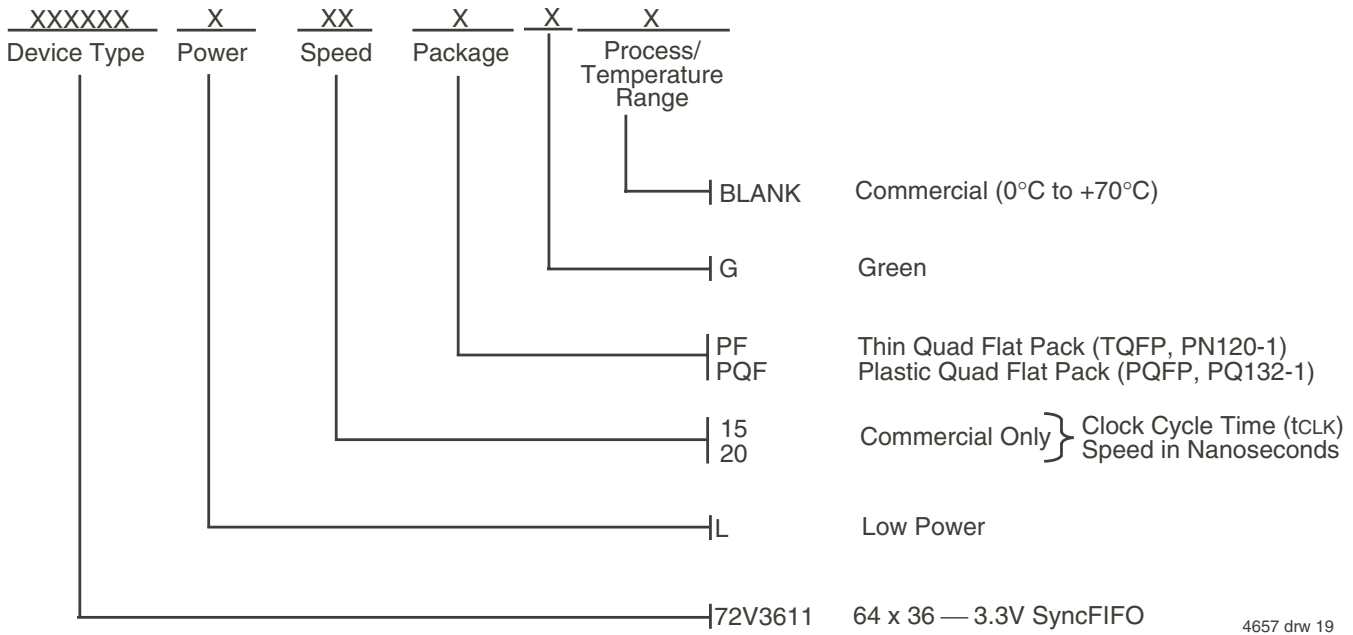 XXXXXX X XX X X X
Device Type Power Speed Package Process/
Temperature
Range
BLANK Commercial (0°C to +70°C)
G Green
PF Thin Quad Flat Pack (TQFP, PN120-1)
PQF Plastic Quad Flat Pack (PQFP, PQ132-1)
15
20
Commercial Only
Clock Cycle Time (tCLK)
Speed in Nanoseconds
L Low Power
72V3611 64 x 36 — 3.3V SyncFIFO
4657 drw 19